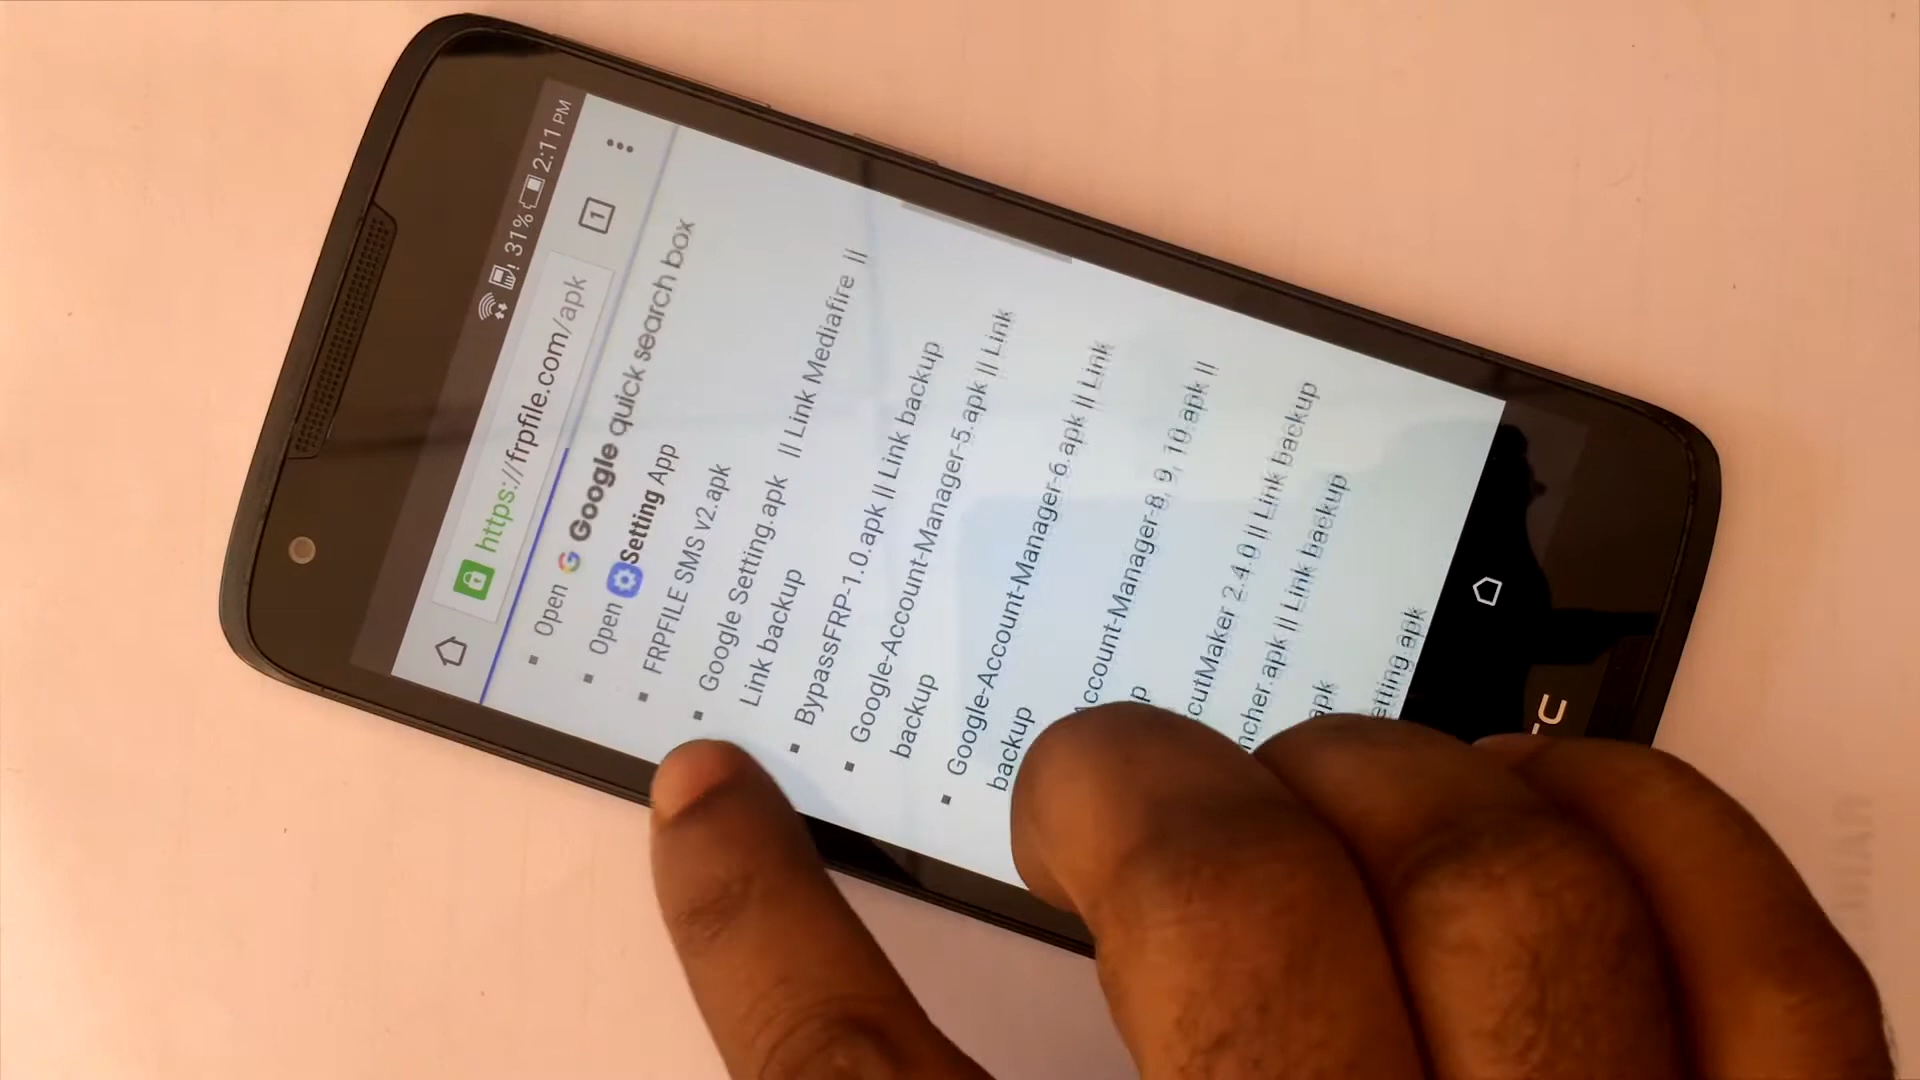 31% 2:11 PM
https://frpfile.com/apk
1
Open Google quick search box
Open Setting App
FRPFILE SMS v2.apk
Google Setting.apk || Link Mediafire ||
Link backup
BypassFRP-1.0.apk || Link backup
Google-Account-Manager-5.apk || Link
backup
Google-Account-Manager-6.apk || Link
backup
Account-Manager-8, 9, 10.apk ||
cutMaker 2.4.0 || Link backup
ncher.apk || Link backup
apk
etting.apk